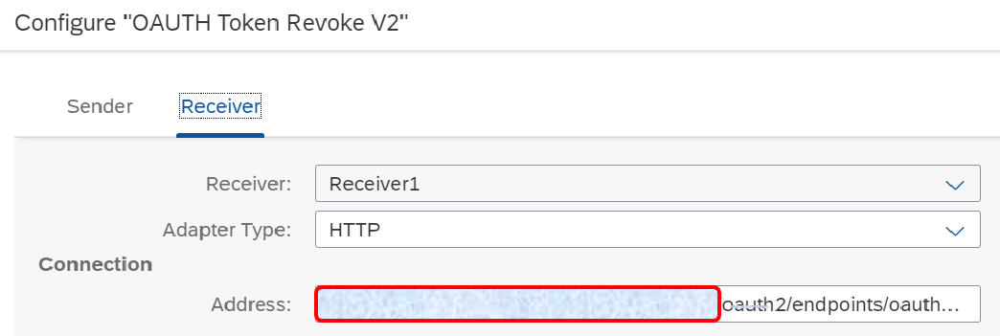 Configure "OAUTH Token Revoke V2"
Sender Receiver
Receiver: Receiver1
Adapter Type: HTTP
Connection
Address: oauth2/endpoints/oauth...